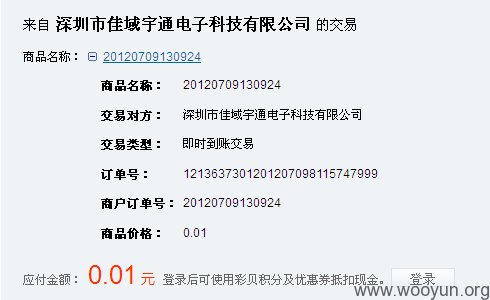 来自 深圳市佳域宇通电子科技有限公司 的交易
商品名称： 20120709130924
商品名称： 20120709130924
交易对方： 深圳市佳域宇通电子科技有限公司
交易类型： 即时到账交易
订单号： 1213637301201207098115747999
商户订单号： 20120709130924
商品价格： 0.01
应付金额： 0.01 元 登录后可使用彩贝积分及优惠券抵扣现金。 登录
www.wooyun.org